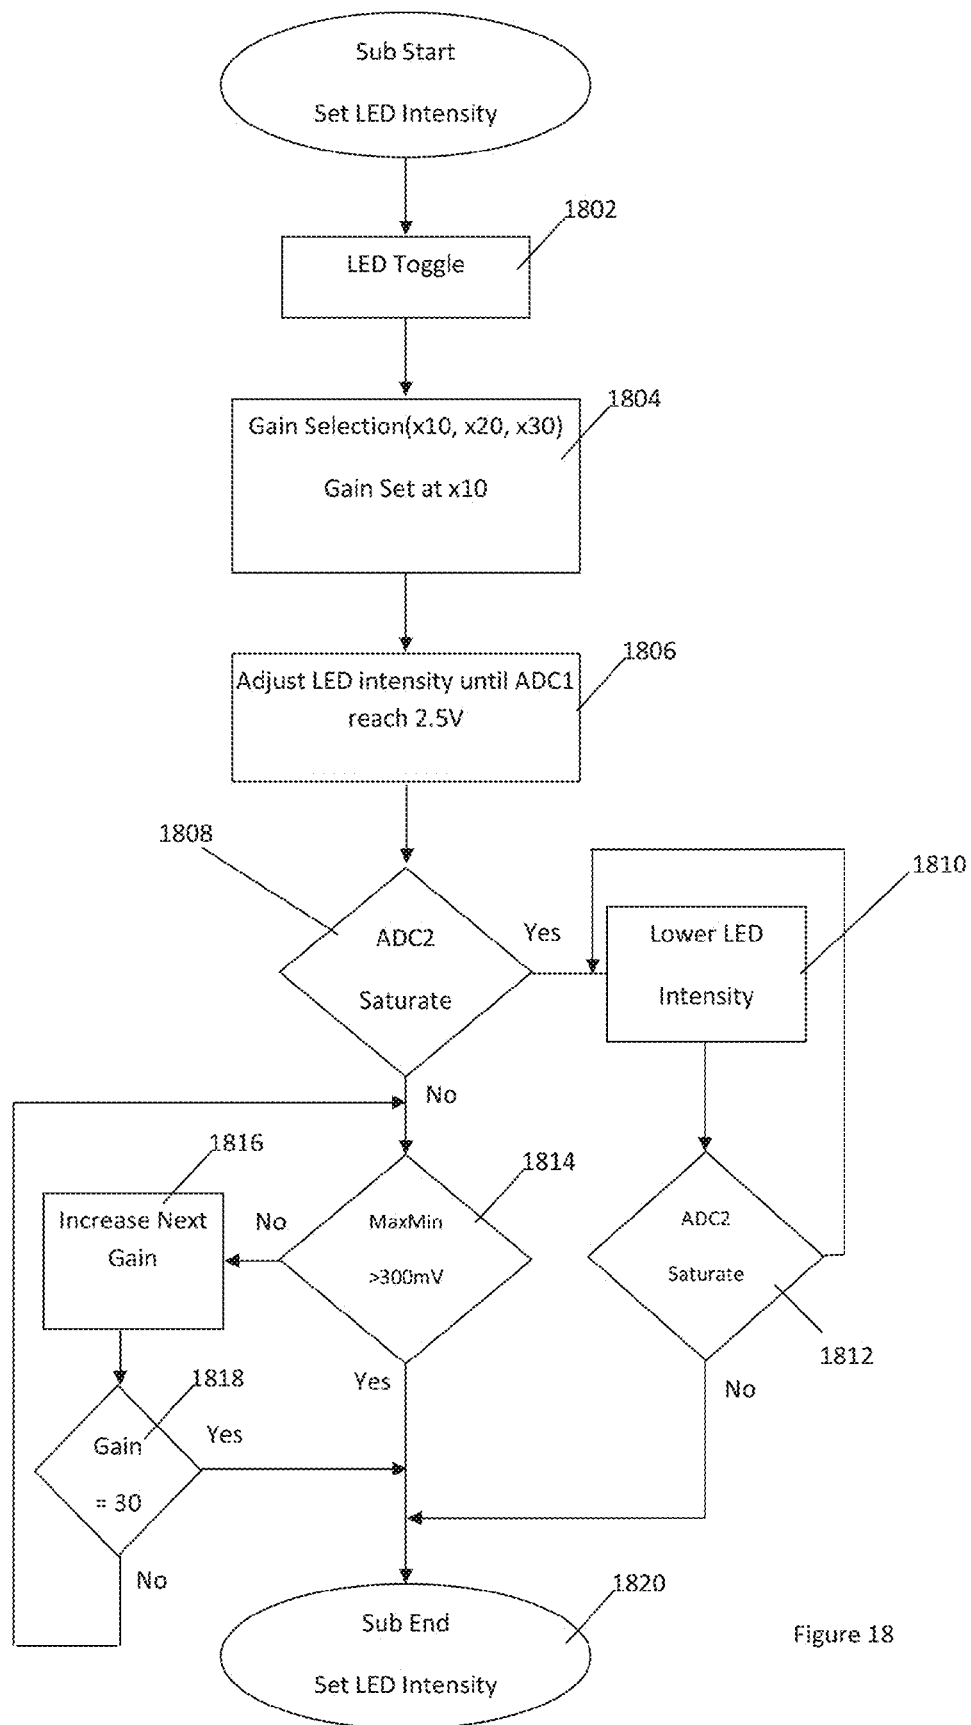 Sub Start
Set LED Intensity
1802
LED Toggle
1804
Gain Selection(x10, x20, x30)
Gain Set at x10
1806
Adjust LED intensity until ADC1
reach 2.5V
1808
ADC2
Saturate
Yes
1810
Lower LED
Intensity
No
1816
Increase Next
Gain
No
1814
MaxMin
>300mV
ADC2
Saturate
1812
Yes
No
1818
Gain
= 30
Yes
No
1820
Sub End
Set LED Intensity
Figure 18